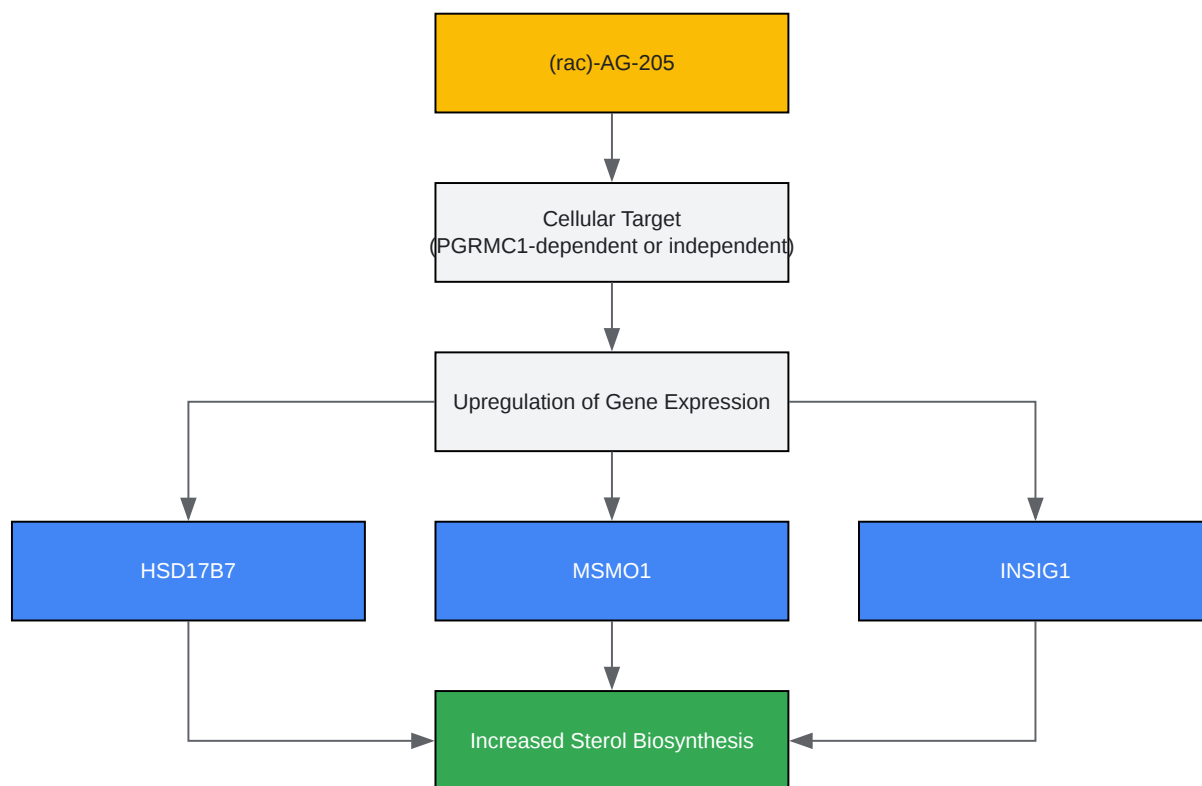 (rac)-AG-205
Cellular Target
(PGRMC1-dependent or independent)
Upregulation of Gene Expression
HSD17B7
MSMO1
INSIG1
Increased Sterol Biosynthesis